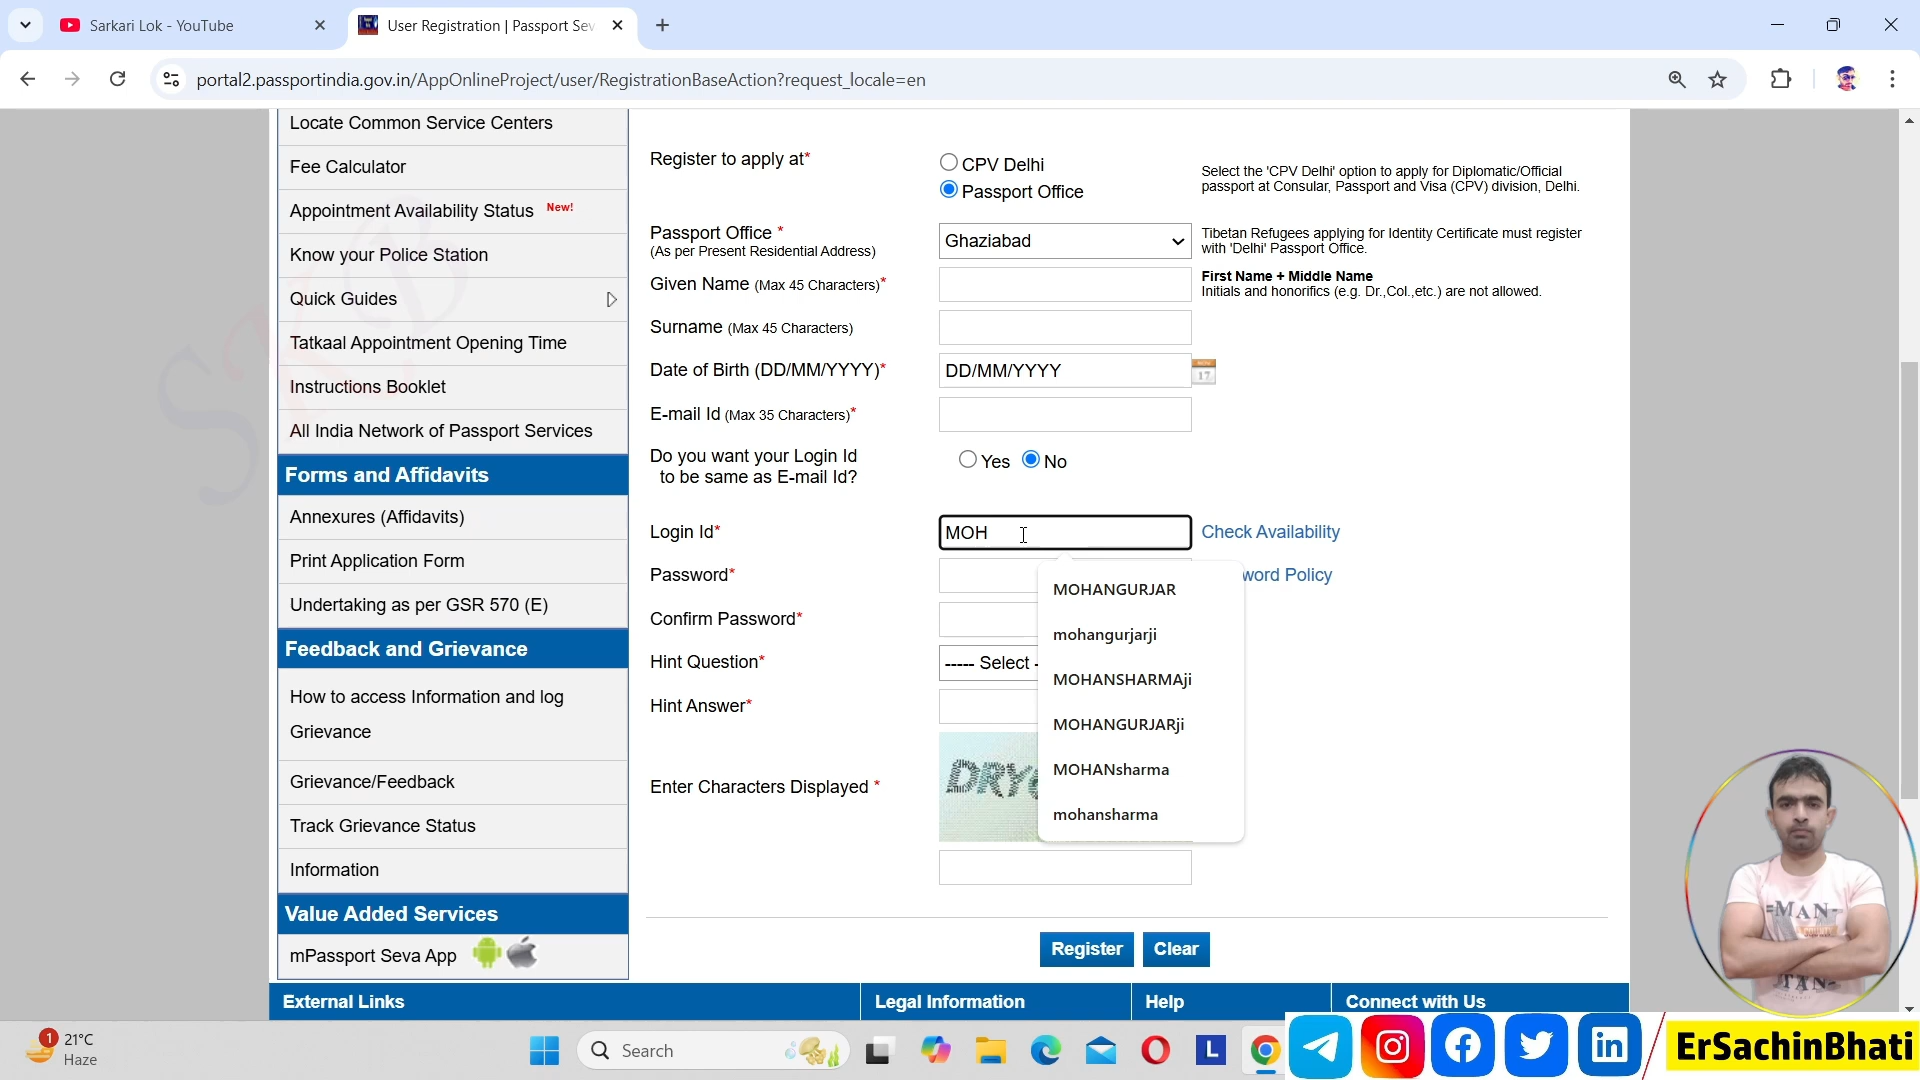 Sarkari Lok - YouTube
User Registration | Passport Sev
portal2.passportindia.gov.in/AppOnlineProject/user/RegistrationBaseAction?request_locale=en
Locate Common Service Centers
Fee Calculator
Appointment Availability Status New!
Know your Police Station
Quick Guides
Tatkaal Appointment Opening Time
Instructions Booklet
All India Network of Passport Services
Forms and Affidavits
Annexures (Affidavits)
Print Application Form
Undertaking as per GSR 570 (E)
Feedback and Grievance
How to access Information and log
Grievance
Grievance/Feedback
Track Grievance Status
Information
Value Added Services
mPassport Seva App
Register to apply at*
CPV Delhi
Passport Office
Select the 'CPV Delhi' option to apply for Diplomatic/Official
passport at Consular, Passport and Visa (CPV) division, Delhi.
Passport Office *
(As per Present Residential Address)
Ghaziabad
Tibetan Refugees applying for Identity Certificate must register
with 'Delhi' Passport Office.
Given Name (Max 45 Characters)*
First Name + Middle Name
Initials and honorifics (e.g. Dr.,Col.,etc.) are not allowed.
Surname (Max 45 Characters)
Date of Birth (DD/MM/YYYY)*
DD/MM/YYYY
17
E-mail Id (Max 35 Characters)*
Do you want your Login Id
to be same as E-mail Id?
Yes No
Login Id*
MOH
Check Availability
Password*
word Policy
Confirm Password*
Hint Question*
----- Select -
Hint Answer*
MOHANGURJAR
mohangurjarji
MOHANSHARMAji
MOHANGURJARji
MOHANsharma
mohansharma
Enter Characters Displayed *
DRY
Register Clear
External Links
Legal Information
Help
Connect with Us
SKB
MAN
TAN
1
21°C
Haze
Search
L
in
ErSachinBhati